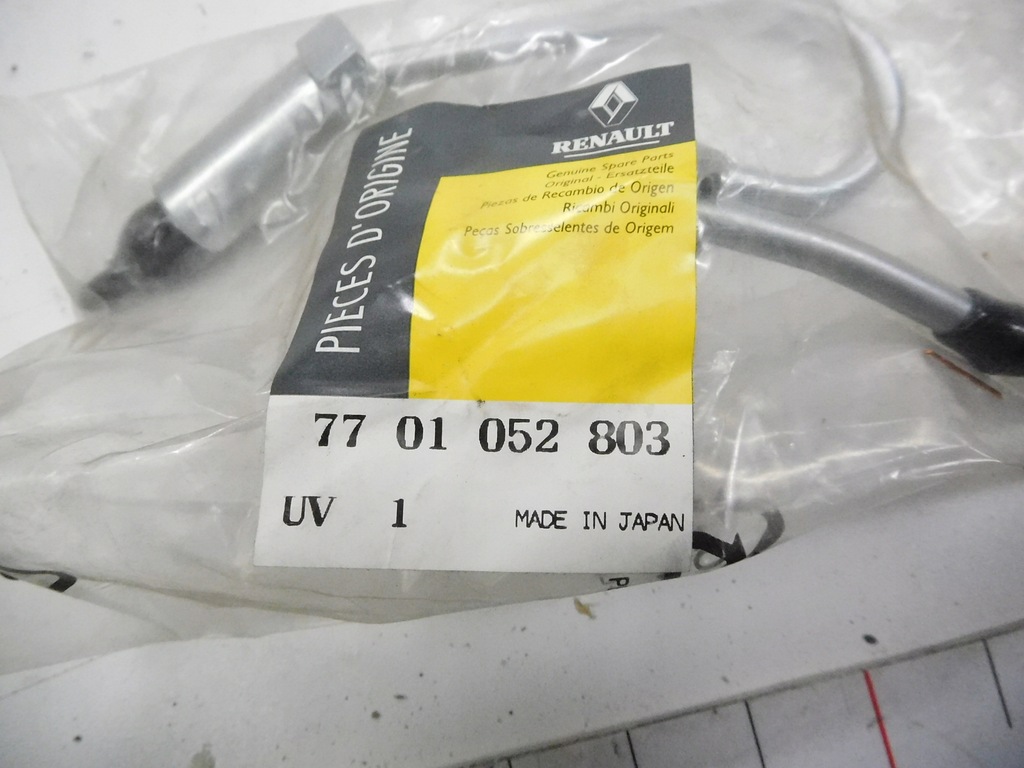 RENAULT
PIECES D'ORIGINE
Genuine Spare Parts
Original - Ersatzteile
Piezas de Recambio de Origen
Ricambi Originali
Pecas Sobresselentes de Origem
77 01 052 803
UV 1 MADE IN JAPAN
P